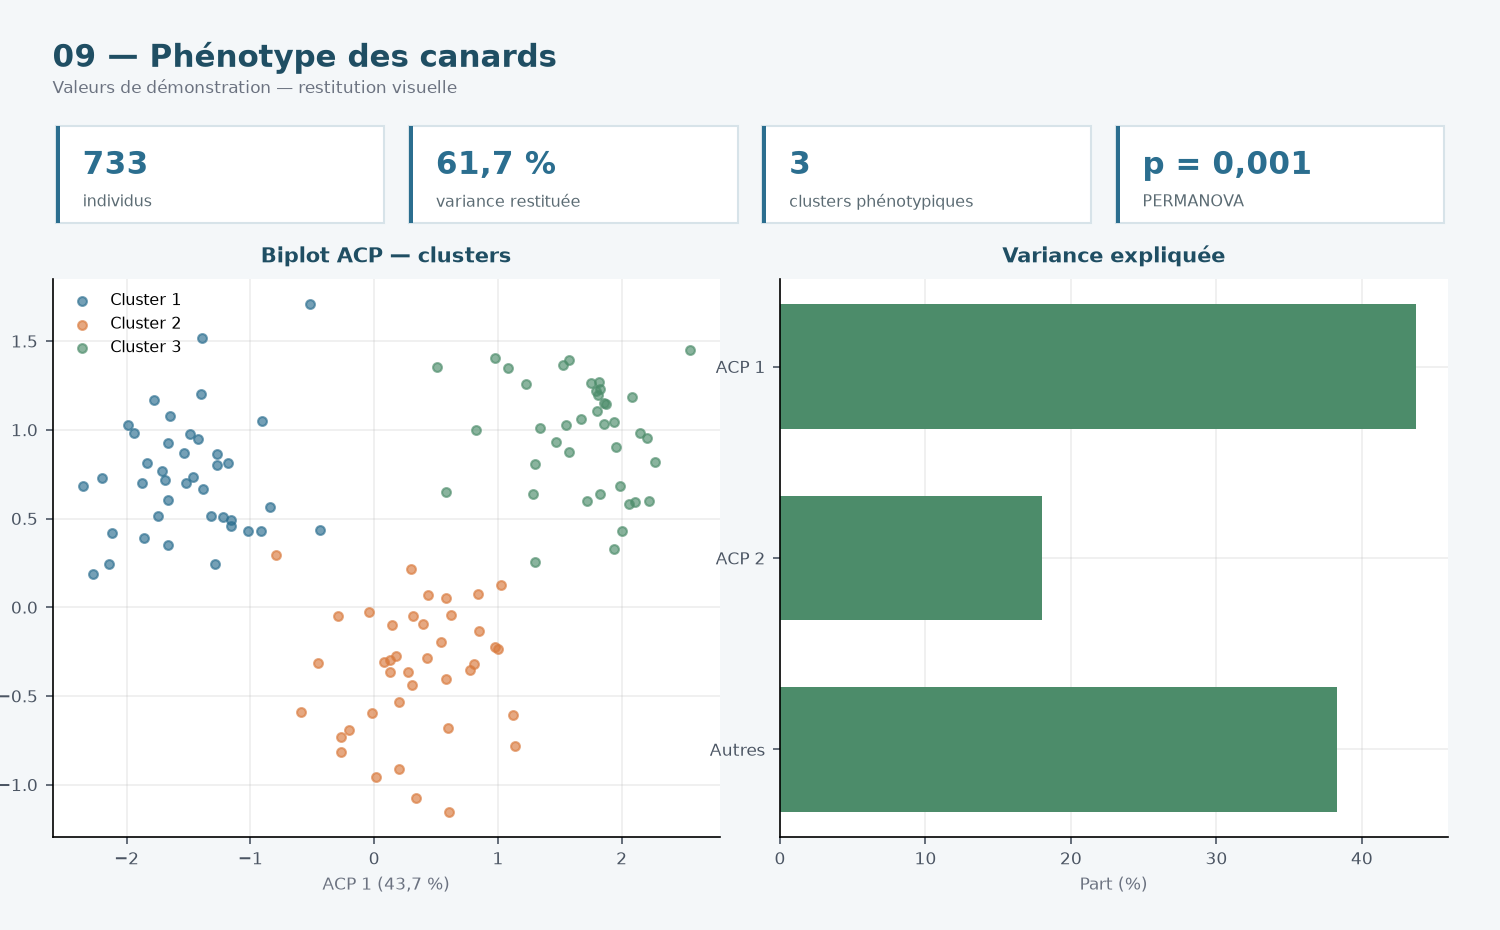 09 — Phénotype des canards
Valeurs de démonstration — restitution visuelle
733
individus
61,7 %
variance restituée
3
clusters phénotypiques
p = 0,001
PERMANOVA
Biplot ACP — clusters
Cluster 1
Cluster 2
Cluster 3
1.5
1.0
0.5
0.0
−0.5
−1.0
−2
−1
0
1
2
ACP 1 (43,7 %)
Variance expliquée
ACP 1
ACP 2
Autres
0
10
20
30
40
Part (%)